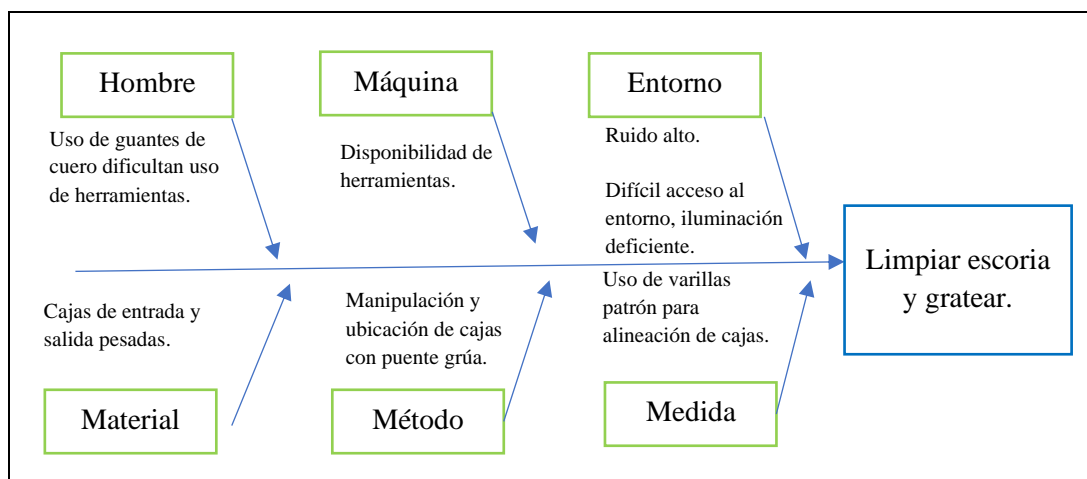 Hombre
Máquina
Entorno
Uso de guantes de
cuero dificultan uso
de herramientas.
Disponibilidad de
herramientas.
Ruido alto.
Difícil acceso al
entorno, iluminación
deficiente.
Limpiar escoria
y gratear.
Cajas de entrada y
salida pesadas.
Manipulación y
ubicación de cajas
con puente grúa.
Uso de varillas
patrón para
alineación de cajas.
Material
Método
Medida